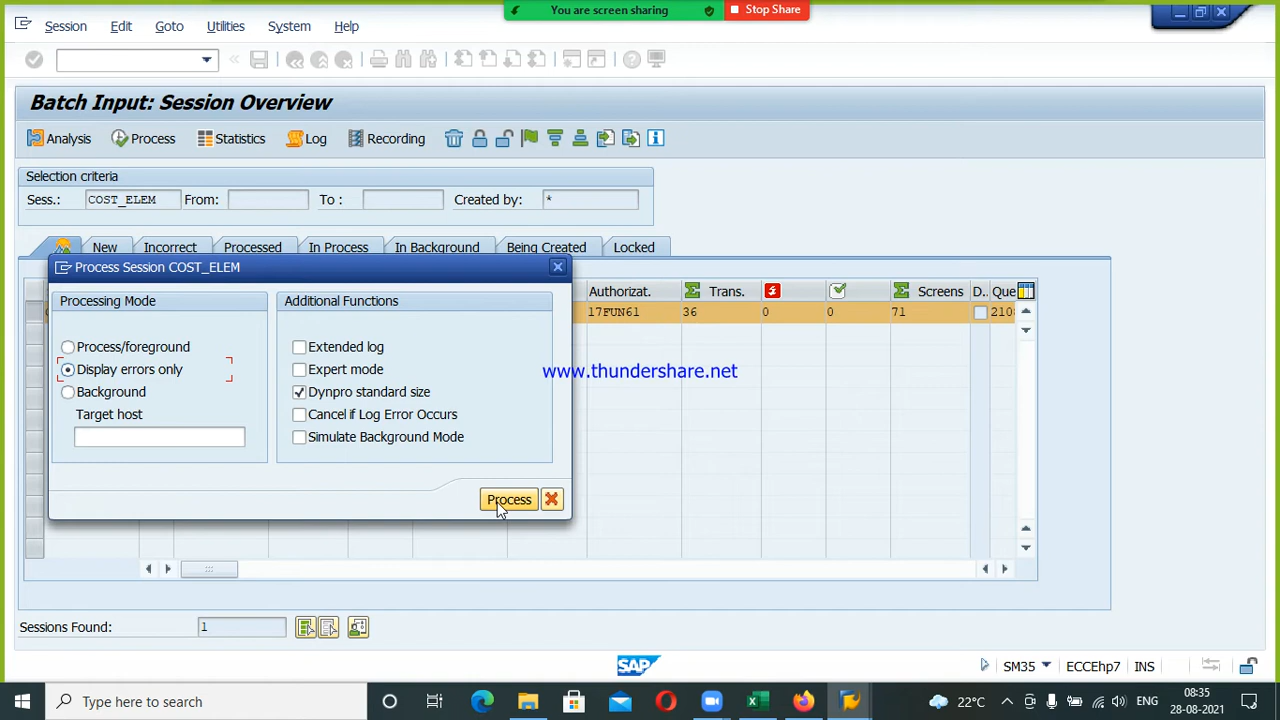 You are screen sharing
Stop Share
Session Edit Goto Utilities System Help
Batch Input: Session Overview
Analysis Process Statistics Log Recording
Selection criteria
Sess.: COST_ELEM From: To : Created by: *
New Incorrect Processed In Process In Background Being Created Locked
Process Session COST_ELEM
Processing Mode
Process/foreground
Display errors only
Background
Target host
Additional Functions
Extended log
Expert mode
Dynpro standard size
Cancel if Log Error Occurs
Simulate Background Mode
Process
Authorizat. Trans. Screens D.. Que
17FUN61 36 0 0 71
www.thundershare.net
Sessions Found: 1
SAP
SM35 ECCEhp7 INS
Type here to search
22°C ENG
08:35
28-08-2021